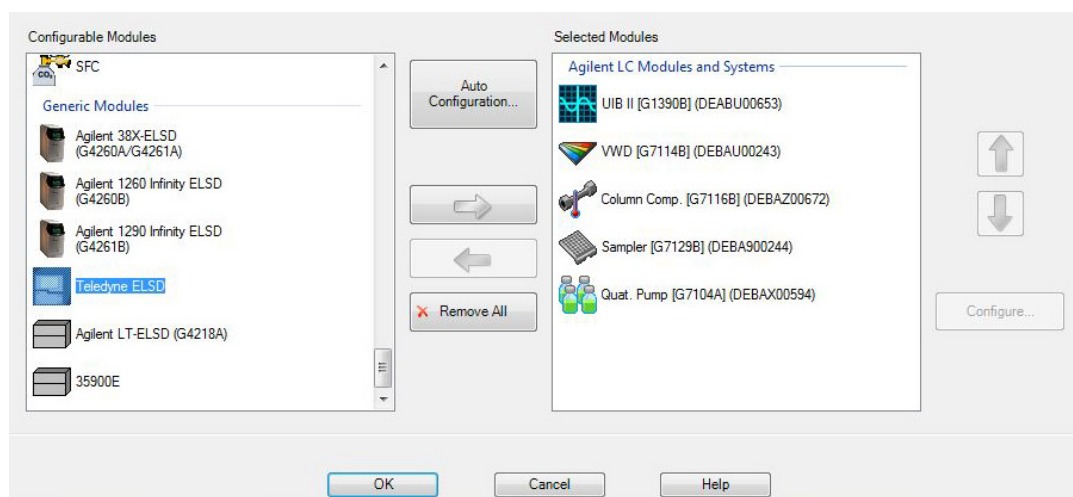 Configurable Modules
SFC
CO₂
Generic Modules
Agilent 38X-ELSD
(G4260A/G4261A)
Agilent 1260 Infinity ELSD
(G4260B)
Agilent 1290 Infinity ELSD
(G4261B)
Teledyne ELSD
Agilent LT-ELSD (G4218A)
35900E
Auto
Configuration...
Remove All
Selected Modules
Agilent LC Modules and Systems
UIB II [G1390B] (DEABU00653)
VWD [G7114B] (DEBAU00243)
Column Comp. [G7116B] (DEBAZ00672)
Sampler [G7129B] (DEBA900244)
Quat. Pump [G7104A] (DEBAX00594)
Configure...
OK
Cancel
Help